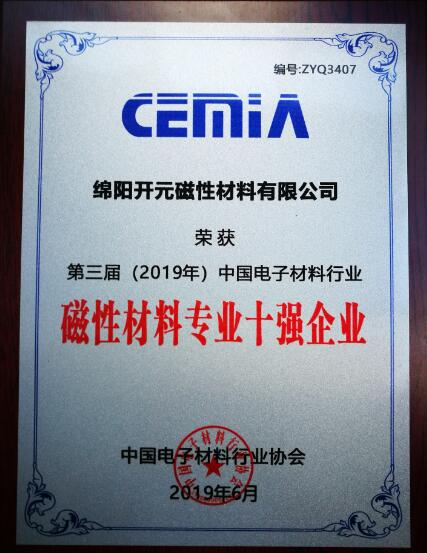 编号:ZYQ3407
CEMIA
绵阳开元磁性材料有限公司
荣 获
第三届（2019年）中国电子材料行业
磁性材料专业十强企业
中国电子材料行业协会
2019年6月